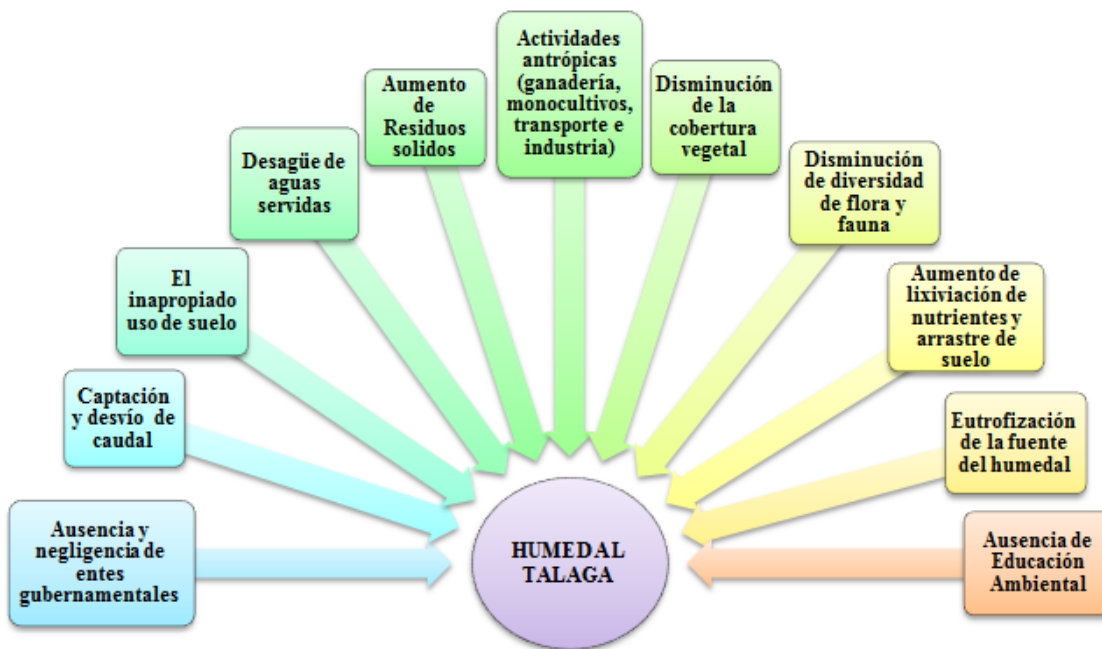 Ausencia y
negligencia de
entes
gubernamentales
Captación
y desvío de
caudal
El
inapropiado
uso de suelo
Desagüe de
aguas
servidas
Aumento
de
Residuos
solidos
Actividades
antrópicas
(ganadería,
monocultivos,
transporte e
industria)
Disminución
de la
cobertura
vegetal
Disminución
de diversidad
de flora y
fauna
Aumento de
lixiviación de
nutrientes y
arrastre de
suelo
Eutrofización
de la fuente
del humedal
Ausencia de
Educación
Ambiental
HUMEDAL
TALAGA